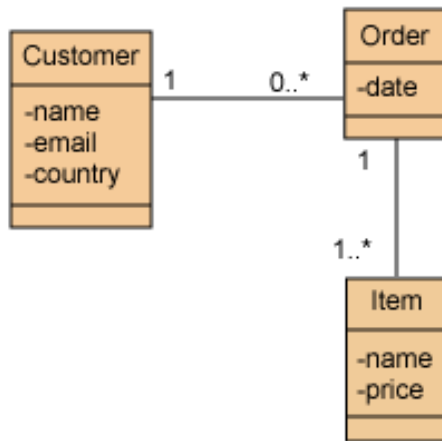 Customer
-name
-email
-country
1
0..*
Order
-date
1
1..*
Item
-name
-price